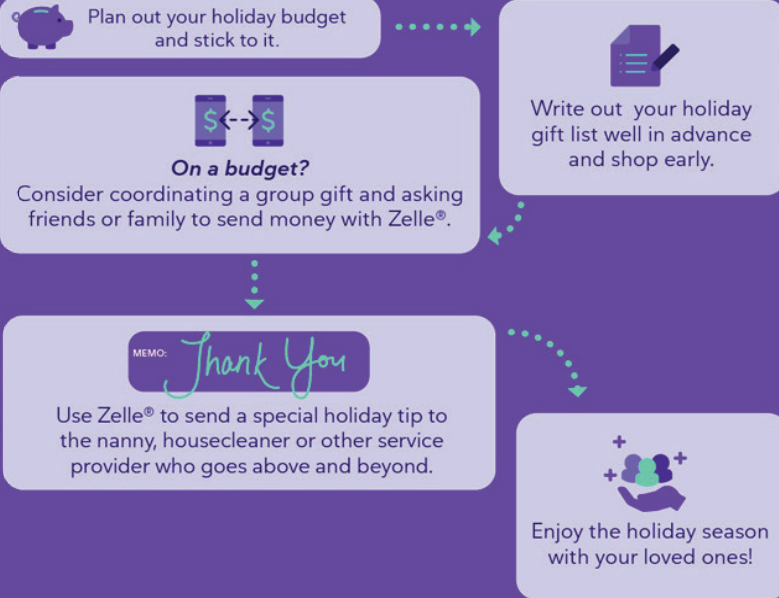 Plan out your holiday budget
and stick to it.
Write out your holiday
gift list well in advance
and shop early.
$ $
On a budget?
Consider coordinating a group gift and asking
friends or family to send money with Zelle®.
MEMO: Thank You
Use Zelle® to send a special holiday tip to
the nanny, housecleaner or other service
provider who goes above and beyond.
Enjoy the holiday season
with your loved ones!